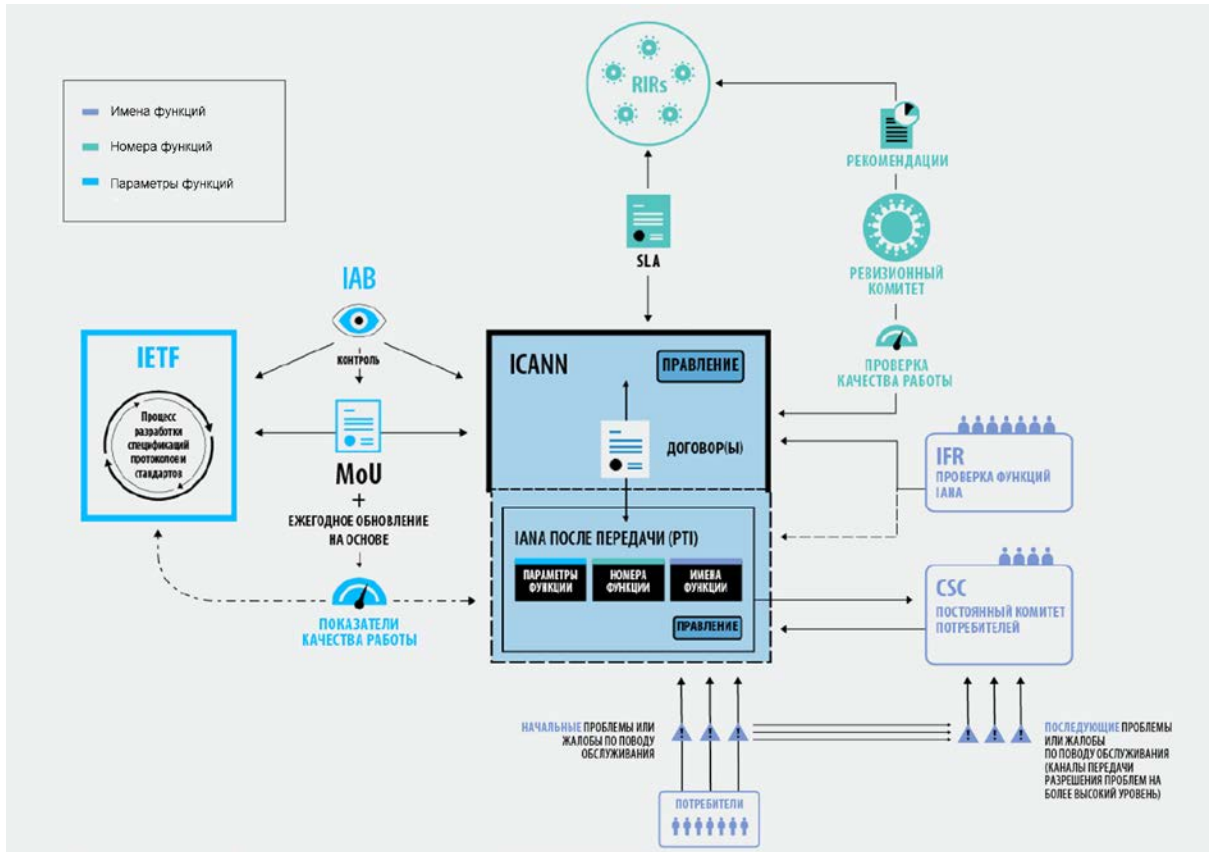 Имена функций
Номера функций
Параметры функций
RIRs
РЕКОМЕНДАЦИИ
РЕВИЗИОННЫЙ
КОМИТЕТ
ПРОВЕРКА
КАЧЕСТВА РАБОТЫ
SLA
IAB
КОНТРОЛЬ
IETF
Процесс
разработки
спецификаций
протоколов и
стандартов
MoU
+
ЕЖЕГОДНОЕ ОБНОВЛЕНИЕ
НА ОСНОВЕ
ПОКАЗАТЕЛИ
КАЧЕСТВА РАБОТЫ
ICANN
ПРАВЛЕНИЕ
ДОГОВОР(Ы)
IANA ПОСЛЕ ПЕРЕДАЧИ (PTI)
ПАРАМЕТРЫ
ФУНКЦИИ
НОМЕРА
ФУНКЦИИ
ИМЕНА
ФУНКЦИИ
ПРАВЛЕНИЕ
IFR
ПРОВЕРКА ФУНКЦИЙ
IANA
CSC
ПОСТОЯННЫЙ КОМИТЕТ
ПОТРЕБИТЕЛЕЙ
НАЧАЛЬНЫЕ ПРОБЛЕМЫ ИЛИ
ЖАЛОБЫ ПО ПОВОДУ
ОБСЛУЖИВАНИЯ
ПОСЛЕДУЮЩИЕ ПРОБЛЕМЫ
ИЛИ ЖАЛОБЫ
ПО ПОВОДУ ОБСЛУЖИВАНИЯ
(КАНАЛЫ ПЕРЕДАЧИ
РАЗРЕШЕНИЯ ПРОБЛЕМ НА
БОЛЕЕ ВЫСОКИЙ УРОВЕНЬ)
ПОТРЕБИТЕЛИ